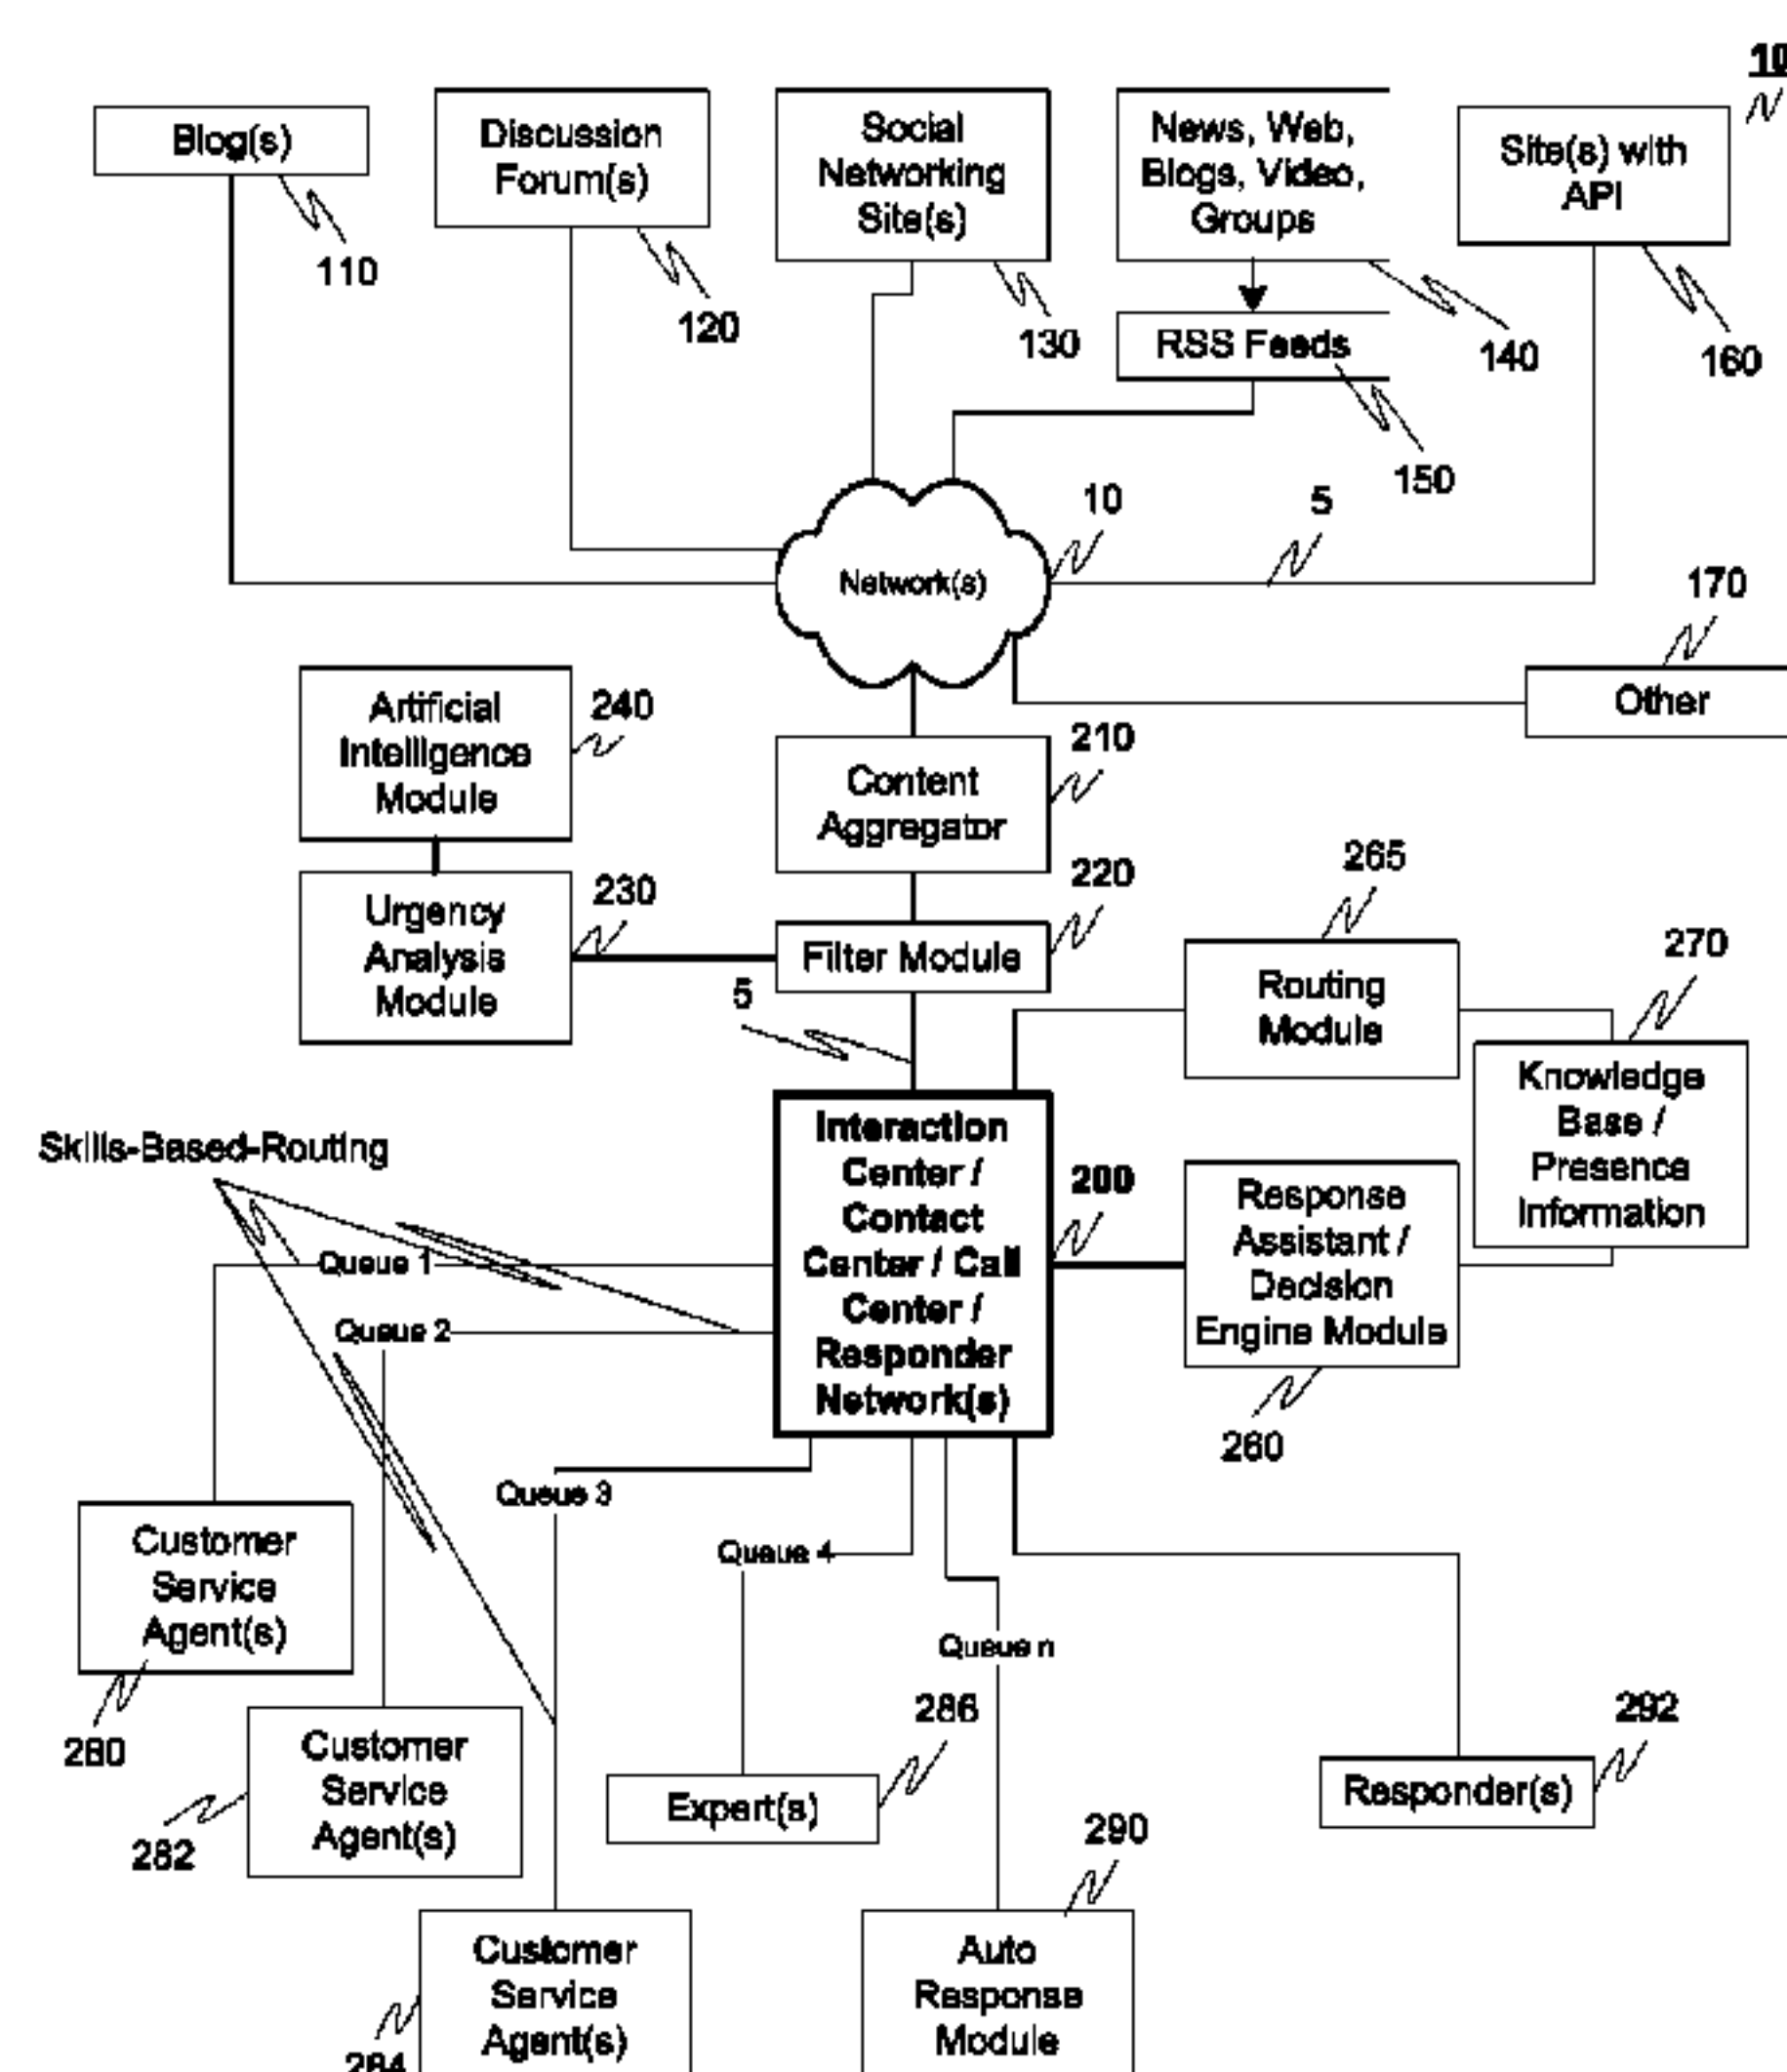 10
Blog(s)
Discussion
Forum(s)
Social
Networking
Site(s)
News, Web,
Blogs, Video,
Groups
Site(s) with
API
110
120
130
RSS Feeds
140
160
150
10
5
Network(s)
170
Other
Artificial
Intelligence
Module
240
210
Content
Aggregator
265
220
230
Urgency
Analysis
Module
Filter Module
270
5
Routing
Module
Knowledge
Base /
Presence
Information
Skills-Based-Routing
Interaction
Center /
Contact
Center / Call
Center /
Responder
Network(s)
200
Response
Assistant /
Decision
Engine Module
Queue 1
Queue 2
260
Queue 3
Queue 4
Customer
Service
Agent(s)
Queue n
280
286
292
Customer
Service
Agent(s)
Expert(s)
Responder(s)
282
290
Customer
Service
Agent(s)
Auto
Response
Module
284